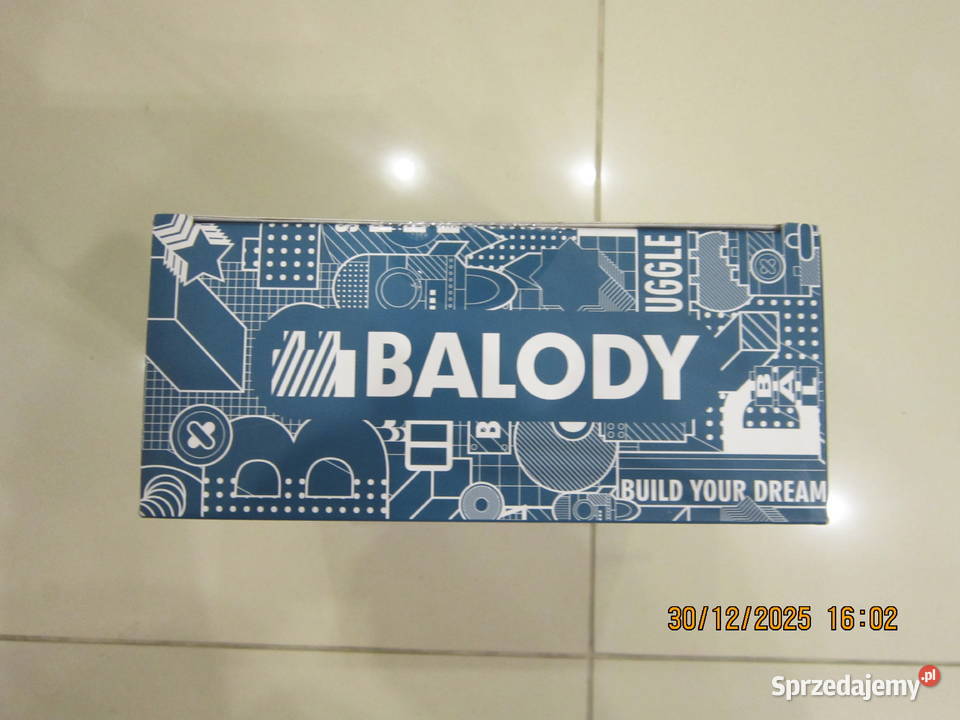 UGGLE
BALODY
B
A
L
D
B
B
BUILD YOUR DREAM
30/12/2025 16:02
Sprzedajemy.pl